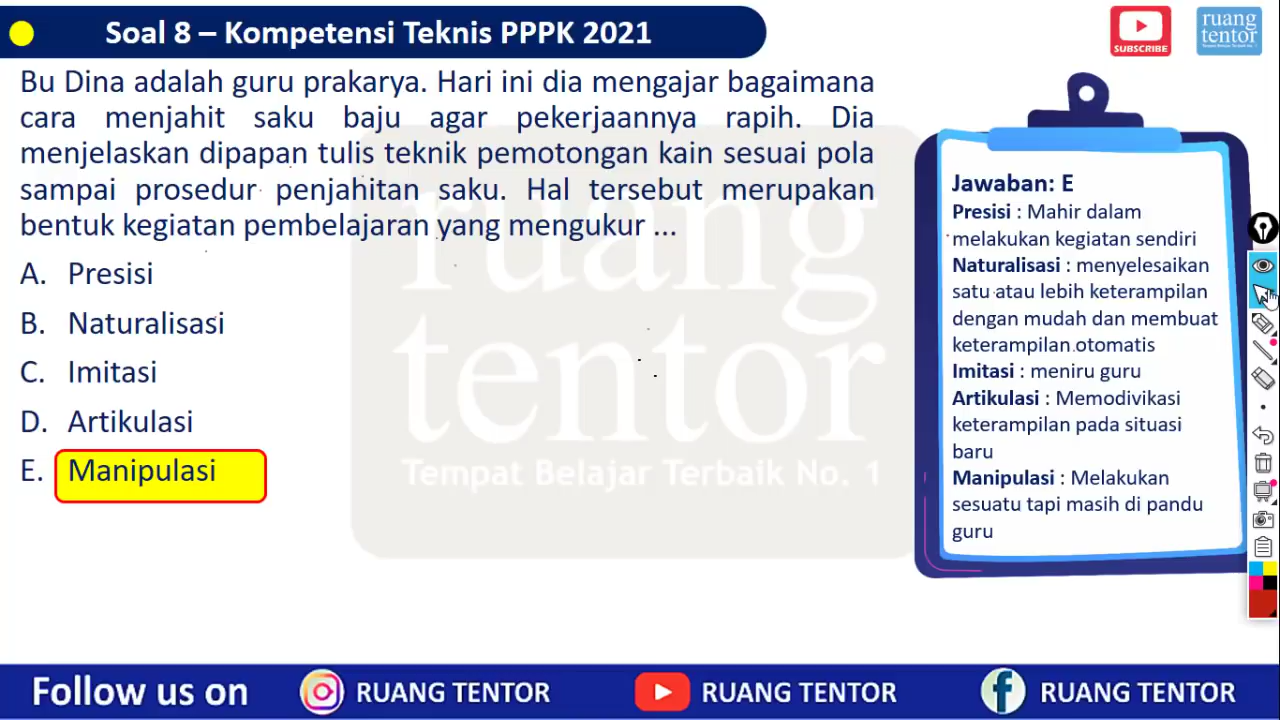 Soal 8 – Kompetensi Teknis PPPK 2021
SUBSCRIBE
ruang
tentor
Tempat Belajar Terbaik No. 1
Bu Dina adalah guru prakarya. Hari ini dia mengajar bagaimana
cara menjahit saku baju agar pekerjaannya rapih. Dia
menjelaskan dipapan tulis teknik pemotongan kain sesuai pola
sampai prosedur penjahitan saku. Hal tersebut merupakan
bentuk kegiatan pembelajaran yang mengukur ...
A. Presisi
B. Naturalisasi
C. Imitasi
D. Artikulasi
E. Manipulasi
ruang
tentor
Tempat Belajar Terbaik No. 1
Jawaban: E
Presisi : Mahir dalam
melakukan kegiatan sendiri
Naturalisasi : menyelesaikan
satu atau lebih keterampilan
dengan mudah dan membuat
keterampilan otomatis
Imitasi : meniru guru
Artikulasi : Memodivikasi
keterampilan pada situasi
baru
Manipulasi : Melakukan
sesuatu tapi masih di pandu
guru
Follow us on
RUANG TENTOR
RUANG TENTOR
RUANG TENTOR